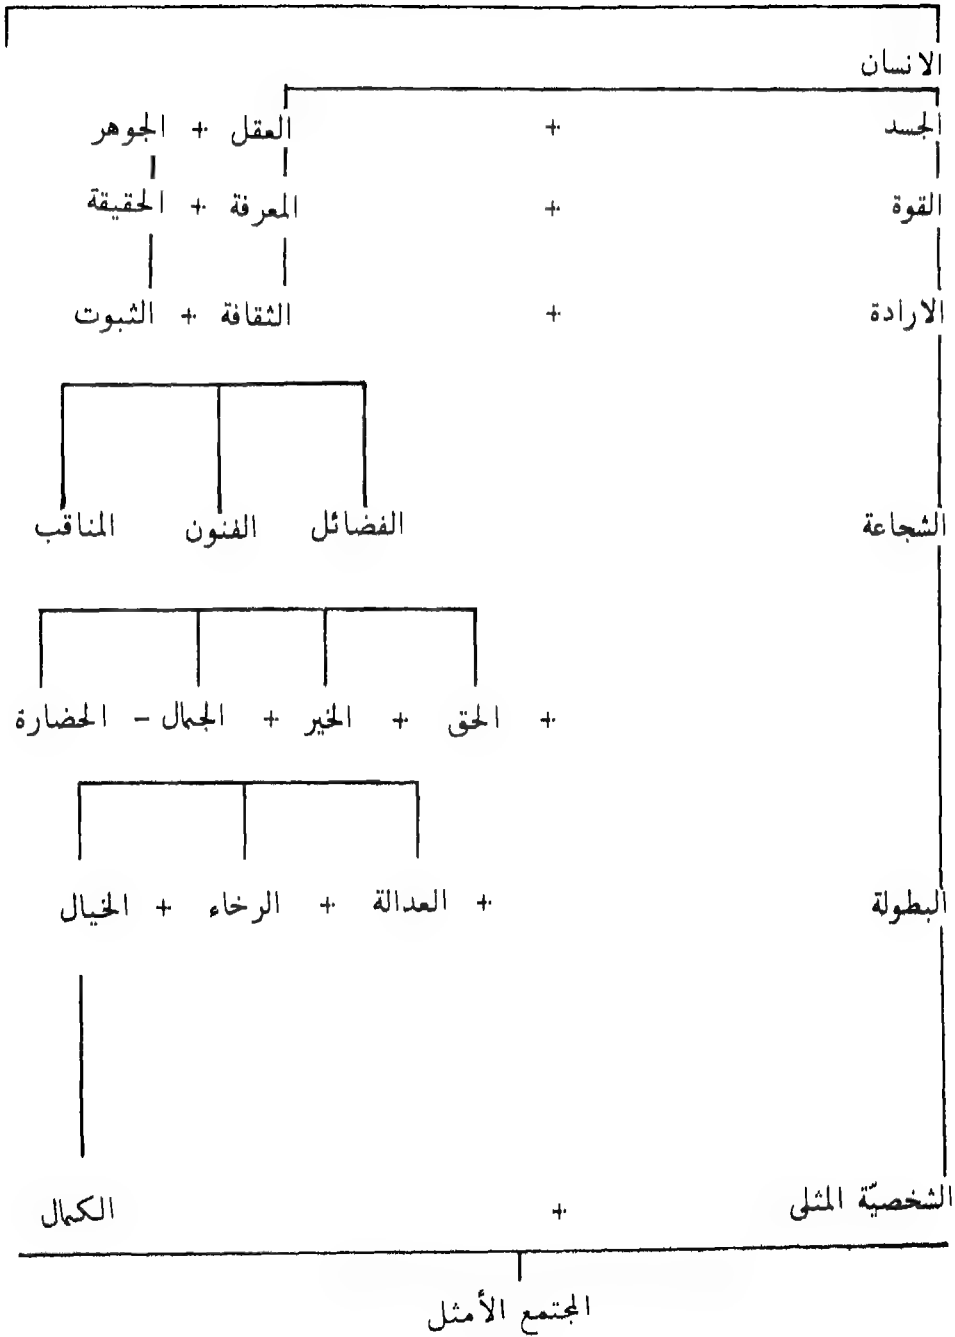 الانسان
الجسد + العقل + الجوهر
القوة + المعرفة + الحقيقة
الارادة + الثقافة + الثبوت
الشجاعة الفضائل الفنون المناقب
+ الحق + الخير + الجمال - الحضارة
البطولة + العدالة + الرخاء + الخيال
الشخصيّة المثلى + الكمال
المجتمع الأمثل